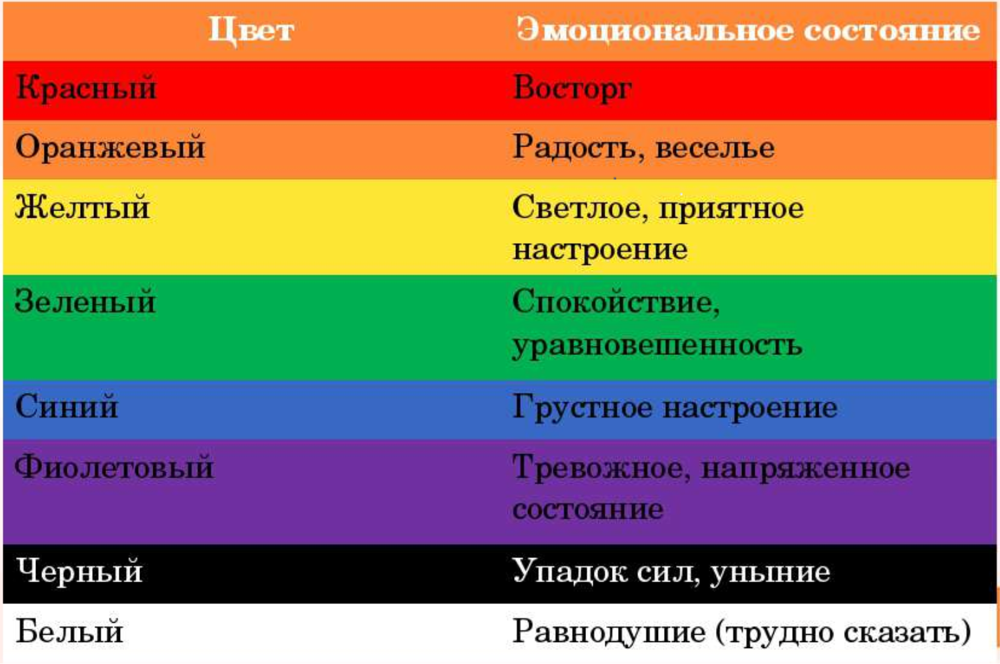 Цвет Эмоциональное состояние
Красный Восторг
Оранжевый Радость, веселье
Желтый Светлое, приятное
настроение
Зеленый Спокойствие,
уравновешенность
Синий Грустное настроение
Фиолетовый Тревожное, напряженное
состояние
Черный Упадок сил, уныние
Белый Равнодушие (трудно сказать)